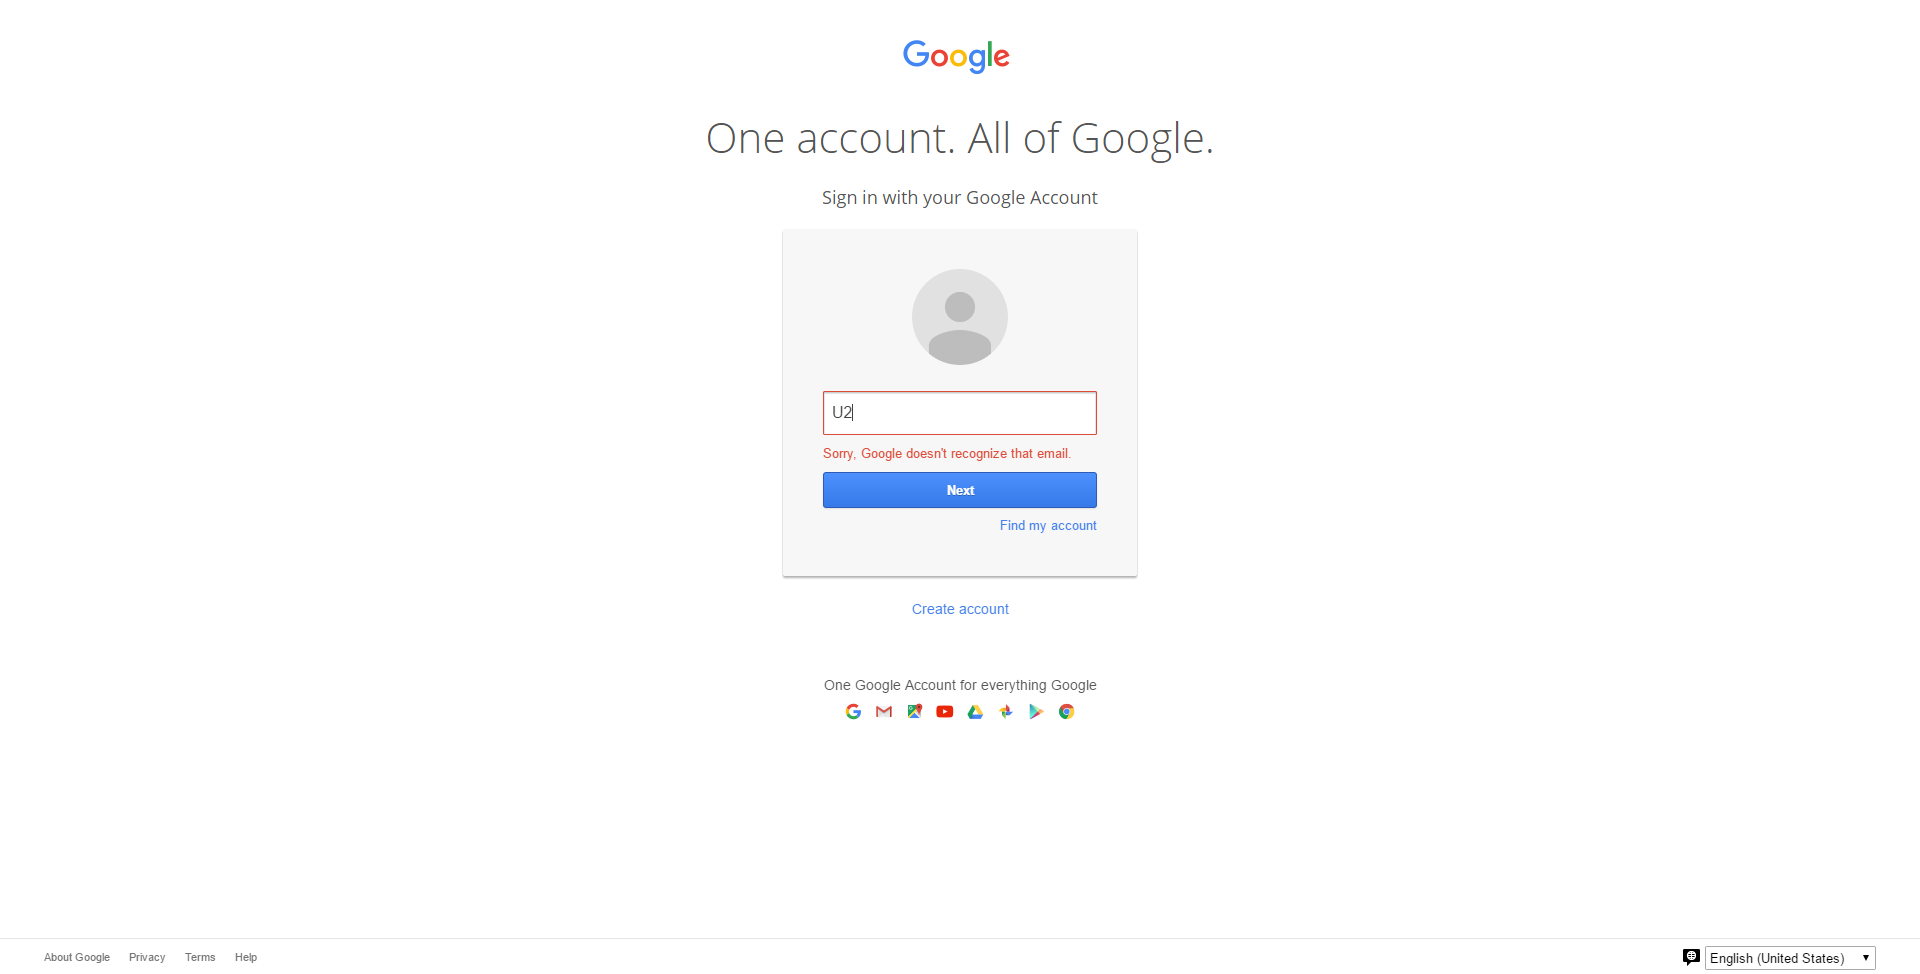 Google
One account. All of Google.
Sign in with your Google Account
U2
Sorry, Google doesn't recognize that email.
Next
Find my account
Create account
One Google Account for everything Google
About Google Privacy Terms Help English (United States)